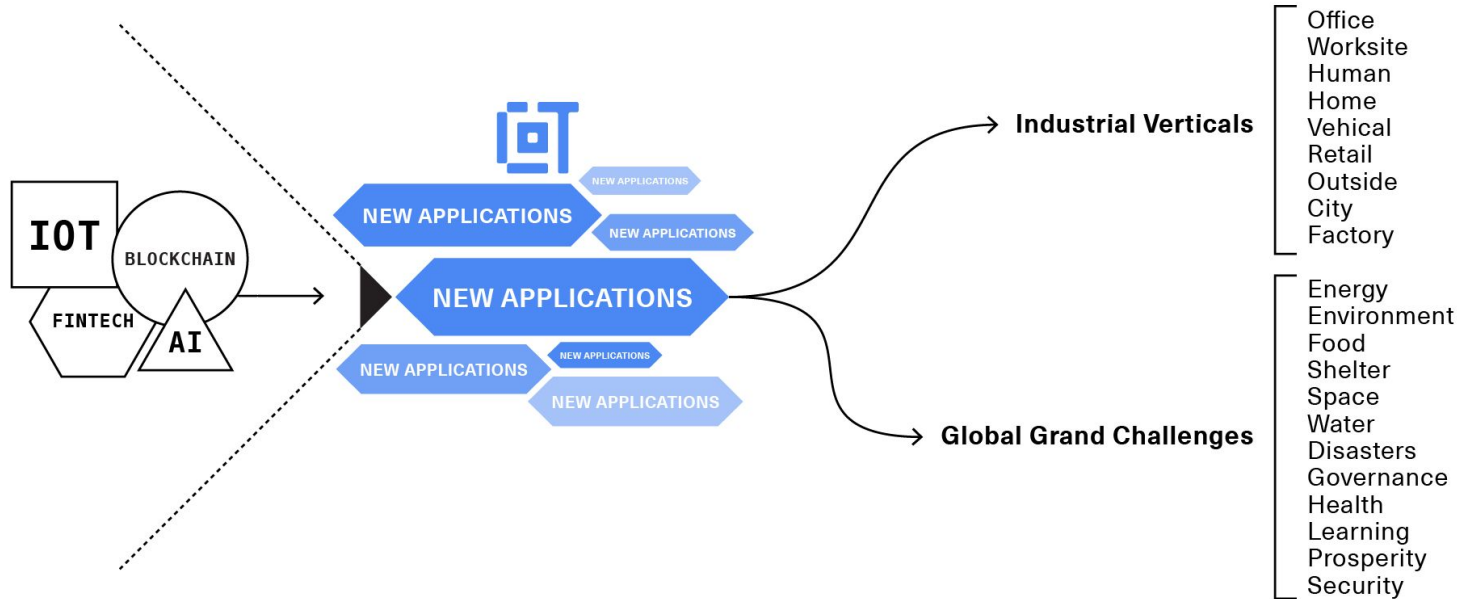 IOT
BLOCKCHAIN
FINTECH
AI
IOT
NEW APPLICATIONS
NEW APPLICATIONS
NEW APPLICATIONS
NEW APPLICATIONS
NEW APPLICATIONS
NEW APPLICATIONS
NEW APPLICATIONS
Industrial Verticals
Office
Worksite
Human
Home
Vehical
Retail
Outside
City
Factory
Global Grand Challenges
Energy
Environment
Food
Shelter
Space
Water
Disasters
Governance
Health
Learning
Prosperity
Security